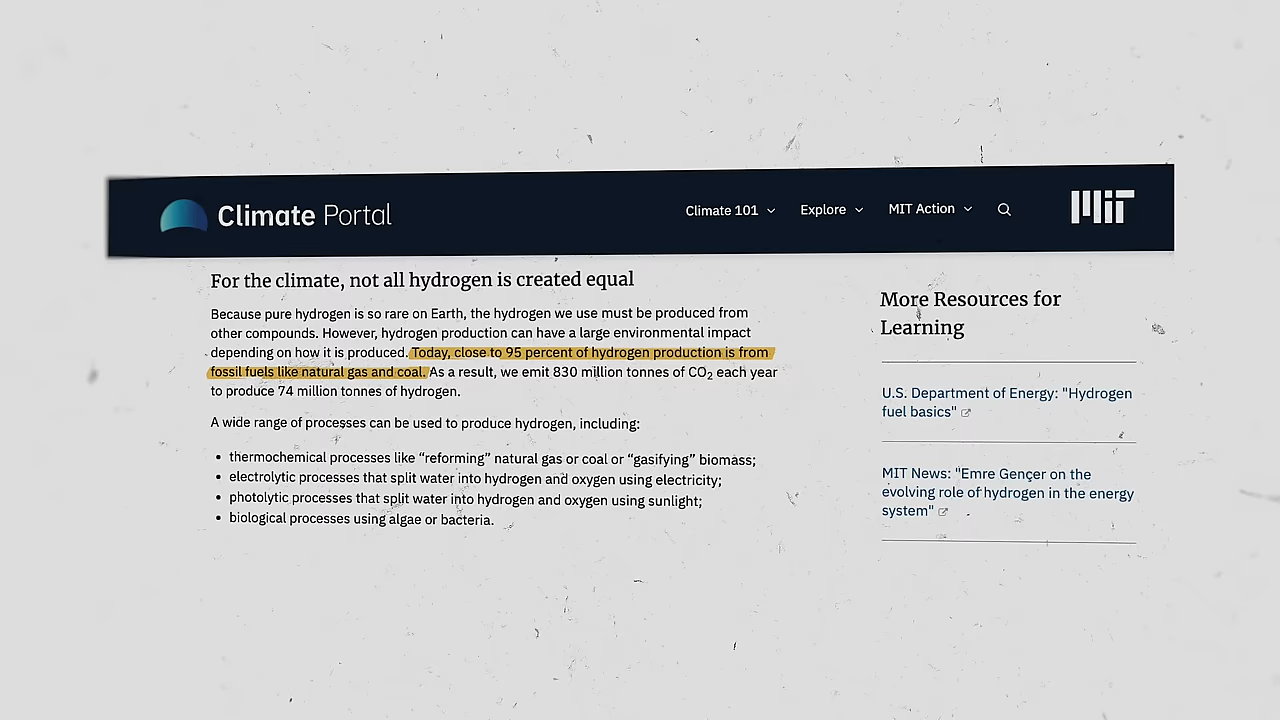 Climate Portal
Climate 101
Explore
MIT Action
MIT
For the climate, not all hydrogen is created equal
Because pure hydrogen is so rare on Earth, the hydrogen we use must be produced from
other compounds. However, hydrogen production can have a large environmental impact
depending on how it is produced. Today, close to 95 percent of hydrogen production is from
fossil fuels like natural gas and coal. As a result, we emit 830 million tonnes of CO₂ each year
to produce 74 million tonnes of hydrogen.
A wide range of processes can be used to produce hydrogen, including:
• thermochemical processes like “reforming” natural gas or coal or “gasifying” biomass;
• electrolytic processes that split water into hydrogen and oxygen using electricity;
• photolytic processes that split water into hydrogen and oxygen using sunlight;
• biological processes using algae or bacteria.
More Resources for
Learning
U.S. Department of Energy: "Hydrogen
fuel basics"
MIT News: "Emre Gençer on the
evolving role of hydrogen in the energy
system"